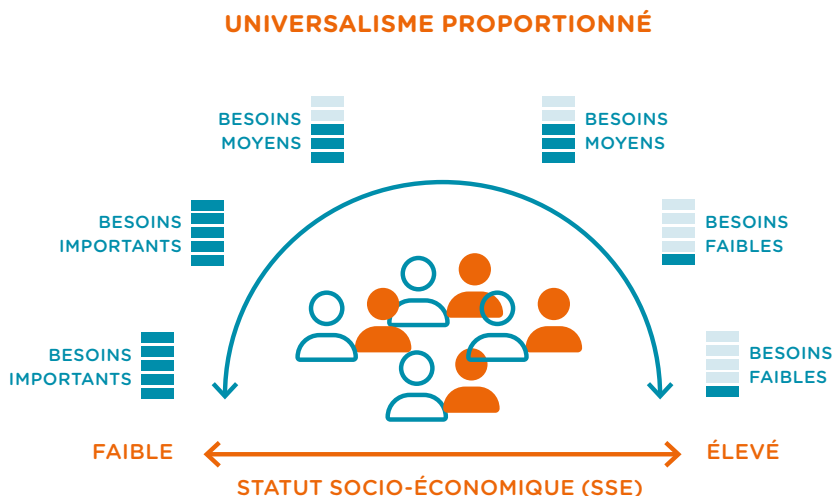 UNIVERSALISME PROPORTIONNÉ
BESOINS
MOYENS
BESOINS
MOYENS
BESOINS
IMPORTANTS
BESOINS
FAIBLES
BESOINS
IMPORTANTS
BESOINS
FAIBLES
FAIBLE
ÉLEVÉ
STATUT SOCIO-ÉCONOMIQUE (SSE)